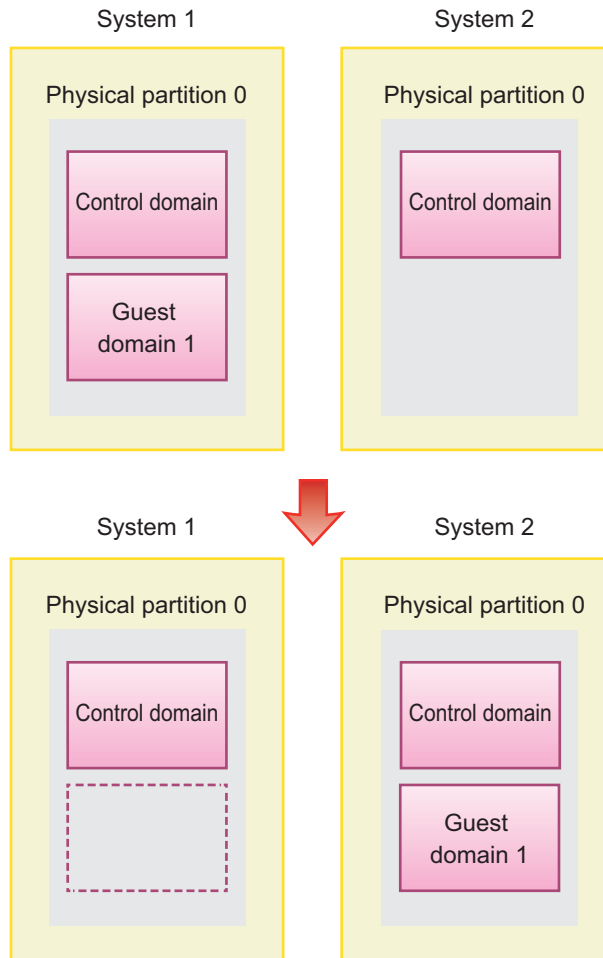 System 1
System 2
Physical partition 0
Physical partition 0
Control domain
Control domain
Guest
domain 1
System 1
System 2
Physical partition 0
Physical partition 0
Control domain
Control domain
Guest
domain 1